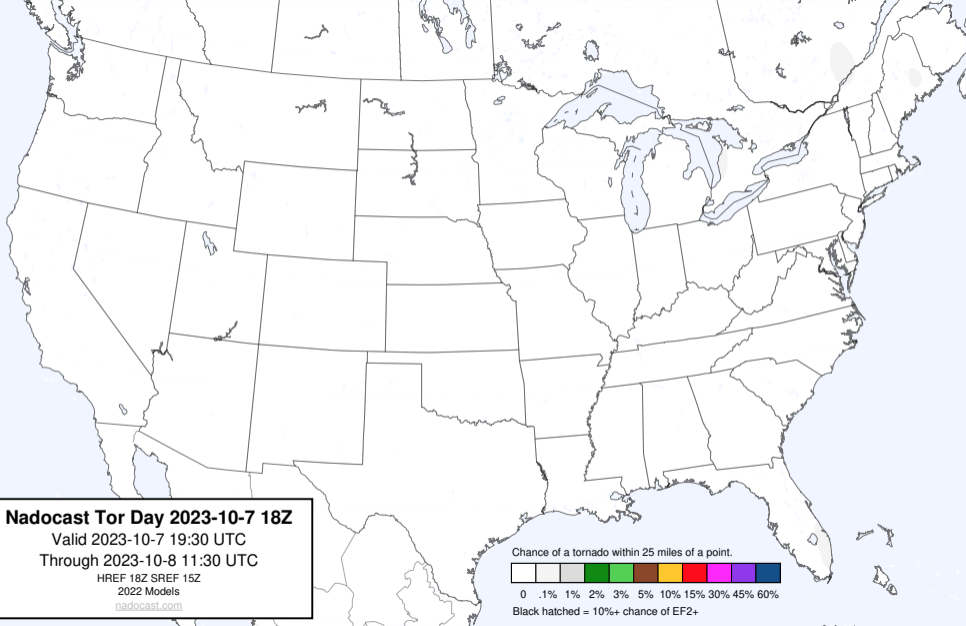 Nadocast Tor Day 2023-10-7 18Z
Valid 2023-10-7 19:30 UTC
Through 2023-10-8 11:30 UTC
HREF 18Z SREF 15Z
2022 Models
nadocast.com
Chance of a tornado within 25 miles of a point.
0 .1% 1% 2% 3% 5% 10% 15% 30% 45% 60%
Black hatched = 10%+ chance of EF2+